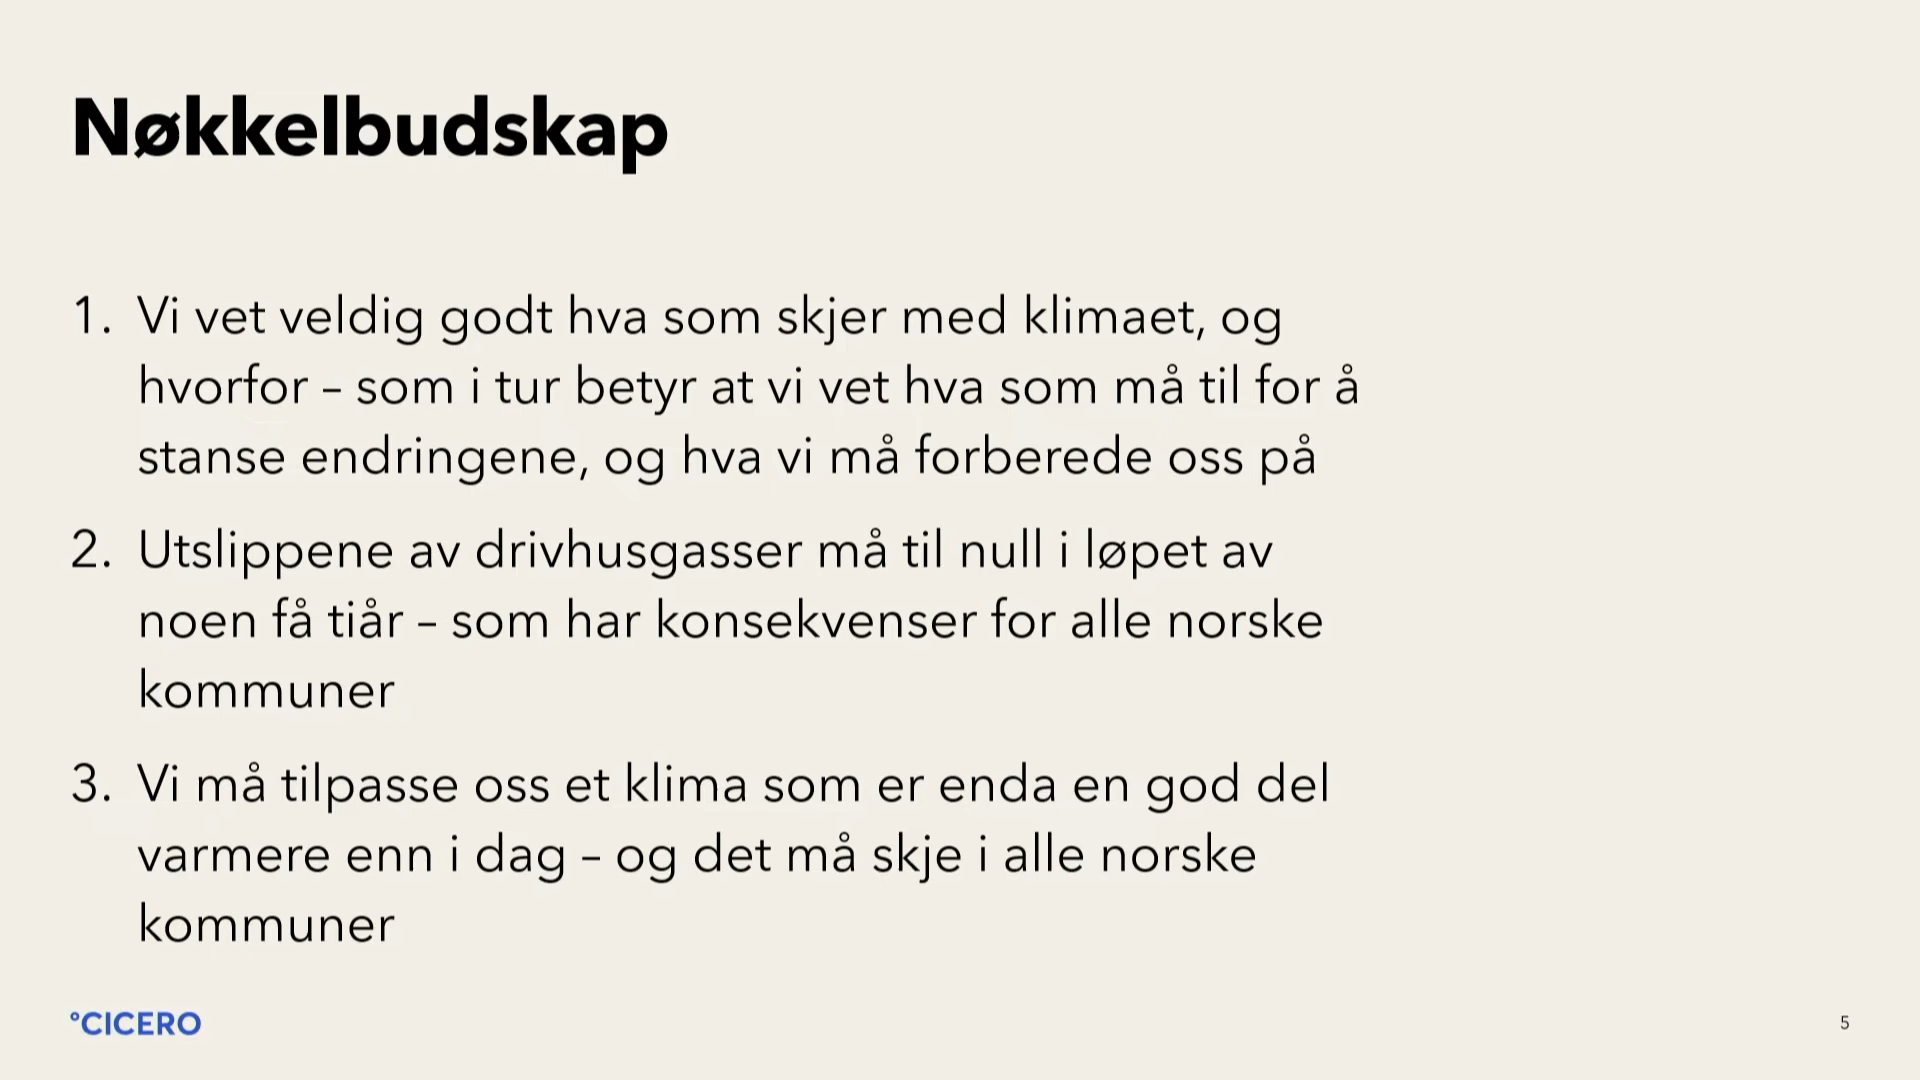 Nøkkelbudskap
1. Vi vet veldig godt hva som skjer med klimaet, og
hvorfor – som i tur betyr at vi vet hva som må til for å
stanse endringene, og hva vi må forberede oss på
2. Utslippene av drivhusgasser må til null i løpet av
noen få tiår – som har konsekvenser for alle norske
kommuner
3. Vi må tilpasse oss et klima som er enda en god del
varmere enn i dag – og det må skje i alle norske
kommuner
°CICERO
5